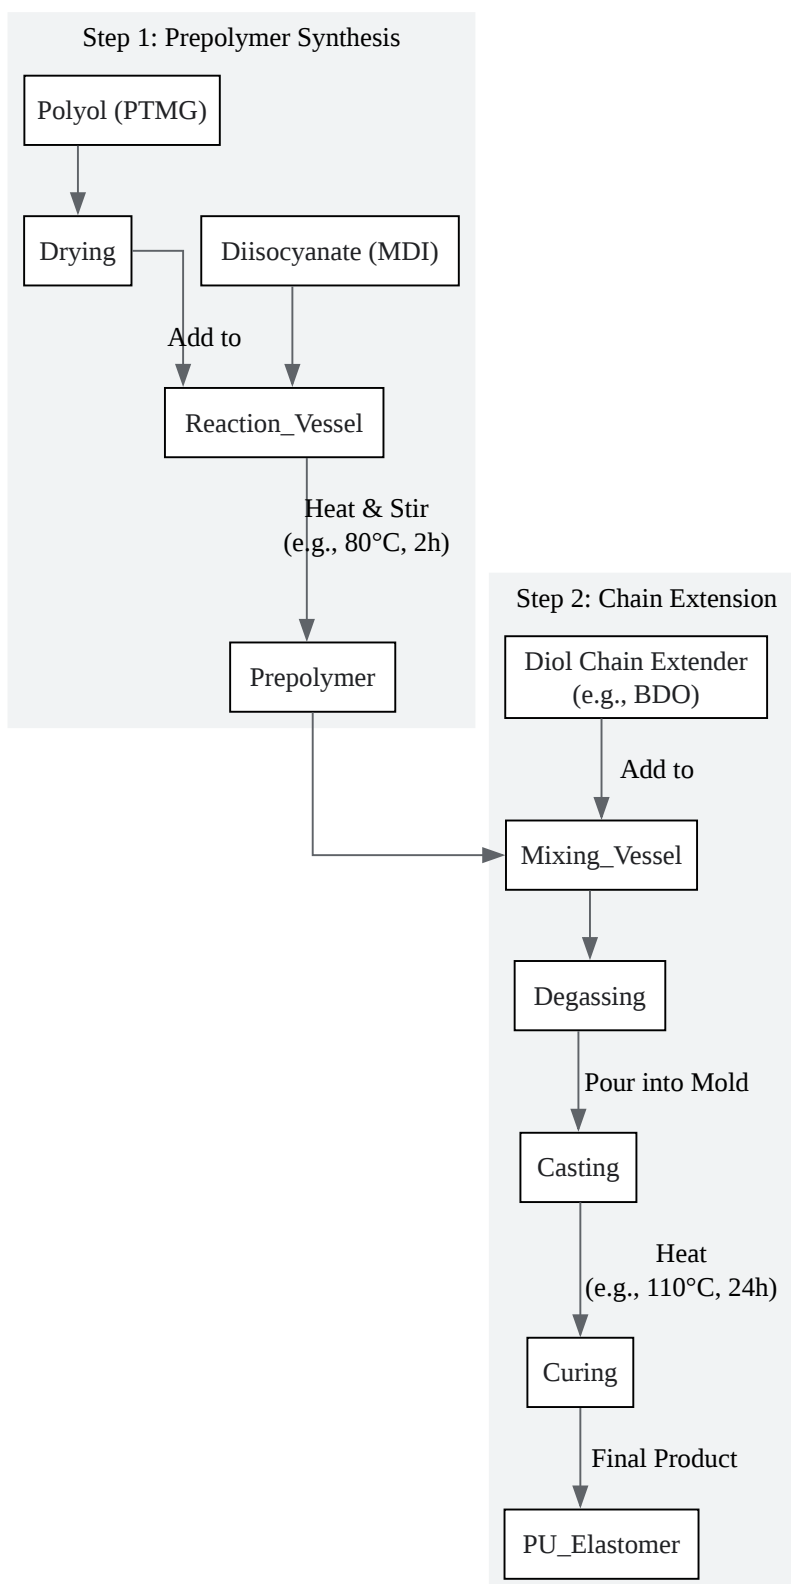 Step 1: Prepolymer Synthesis
Polyol (PTMG)
Drying
Diisocyanate (MDI)
Add to
Reaction_Vessel
Heat & Stir
(e.g., 80°C, 2h)
Prepolymer
Step 2: Chain Extension
Diol Chain Extender
(e.g., BDO)
Add to
Mixing_Vessel
Degassing
Pour into Mold
Casting
Heat
(e.g., 110°C, 24h)
Curing
Final Product
PU_Elastomer